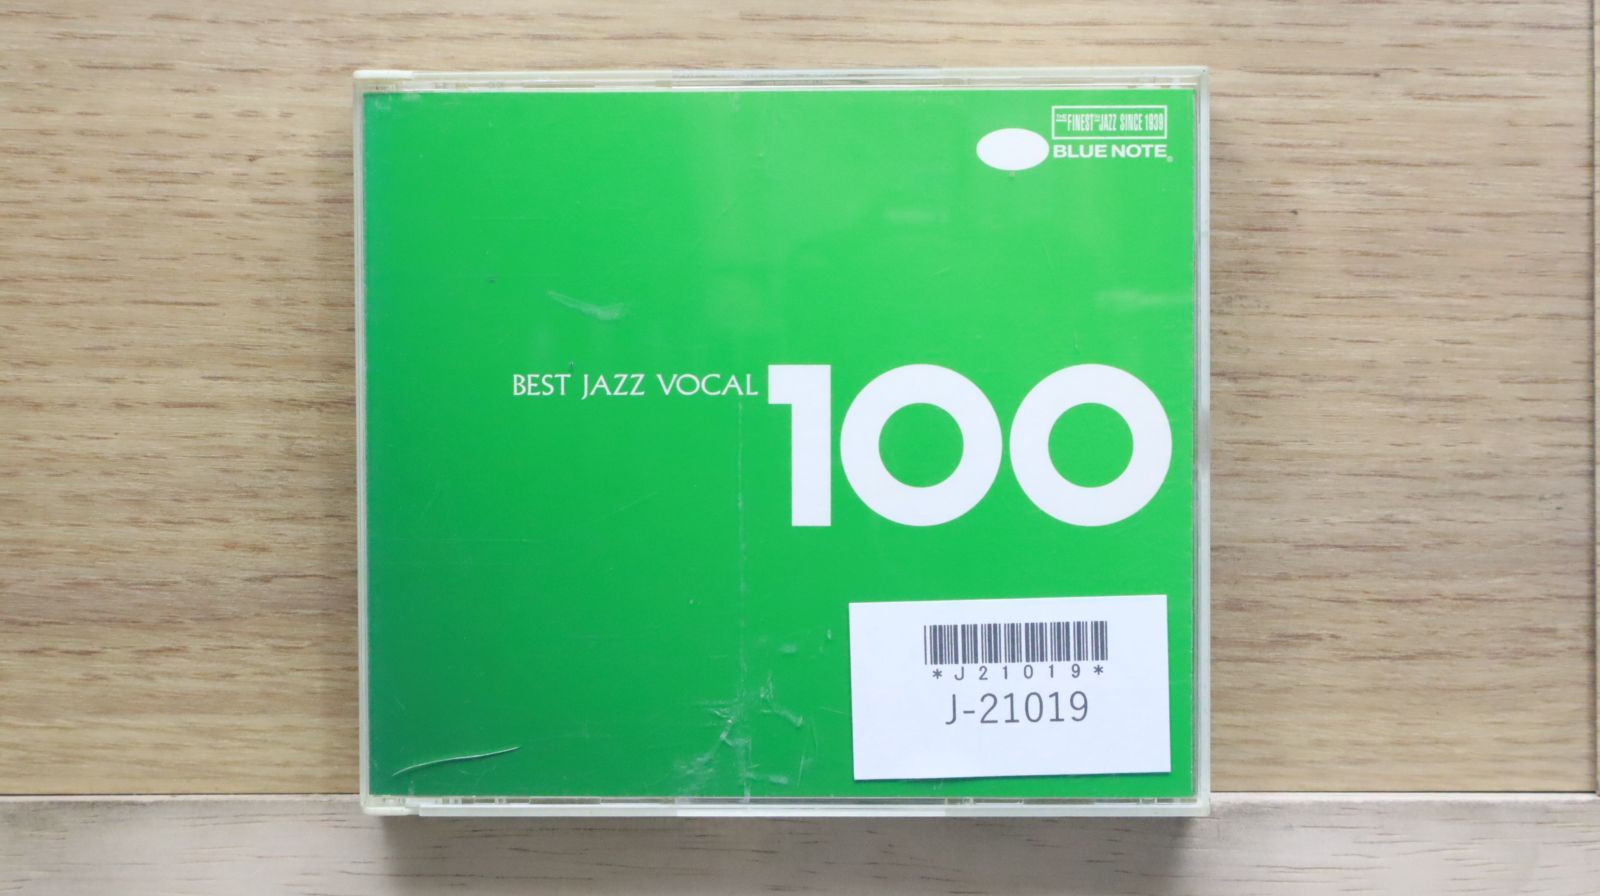 THE FINEST IN JAZZ SINCE 1939
BLUE NOTE®
BEST JAZZ VOCAL 100
*J21019*
J-21019